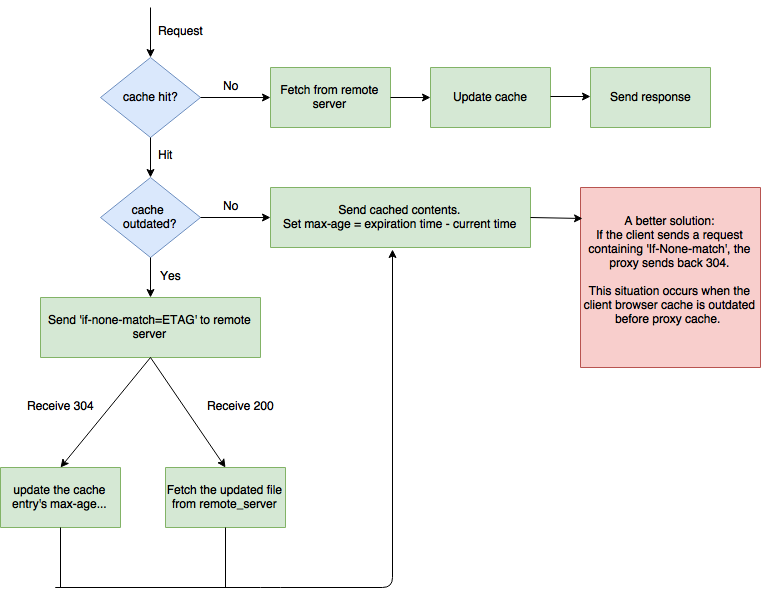 Request
cache hit?
No
Fetch from remote
server
Update cache
Send response
Hit
cache
outdated?
No
Send cached contents.
Set max-age = expiration time - current time
A better solution:
If the client sends a request
containing 'If-None-match', the
proxy sends back 304.
This situation occurs when the
client browser cache is outdated
before proxy cache.
Yes
Send 'if-none-match=ETAG' to remote
server
Receive 304
Receive 200
update the cache
entry's max-age...
Fetch the updated file
from remote_server